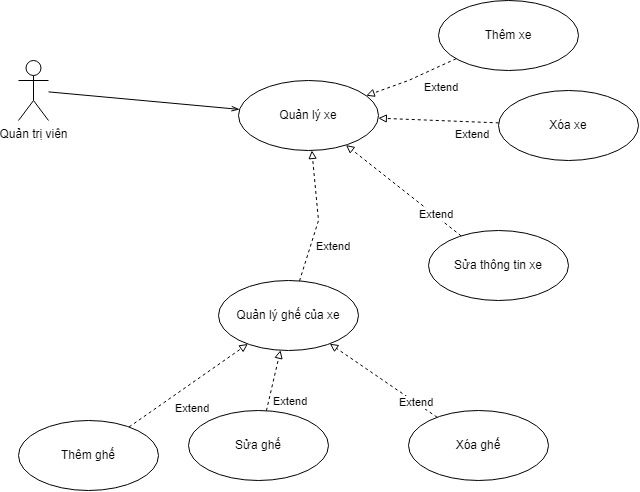 Thêm xe
Extend
Quản lý xe
Xóa xe
Extend
Quản trị viên
Extend
Extend
Sửa thông tin xe
Quản lý ghế của xe
Extend
Extend
Extend
Thêm ghế
Sửa ghế
Xóa ghế